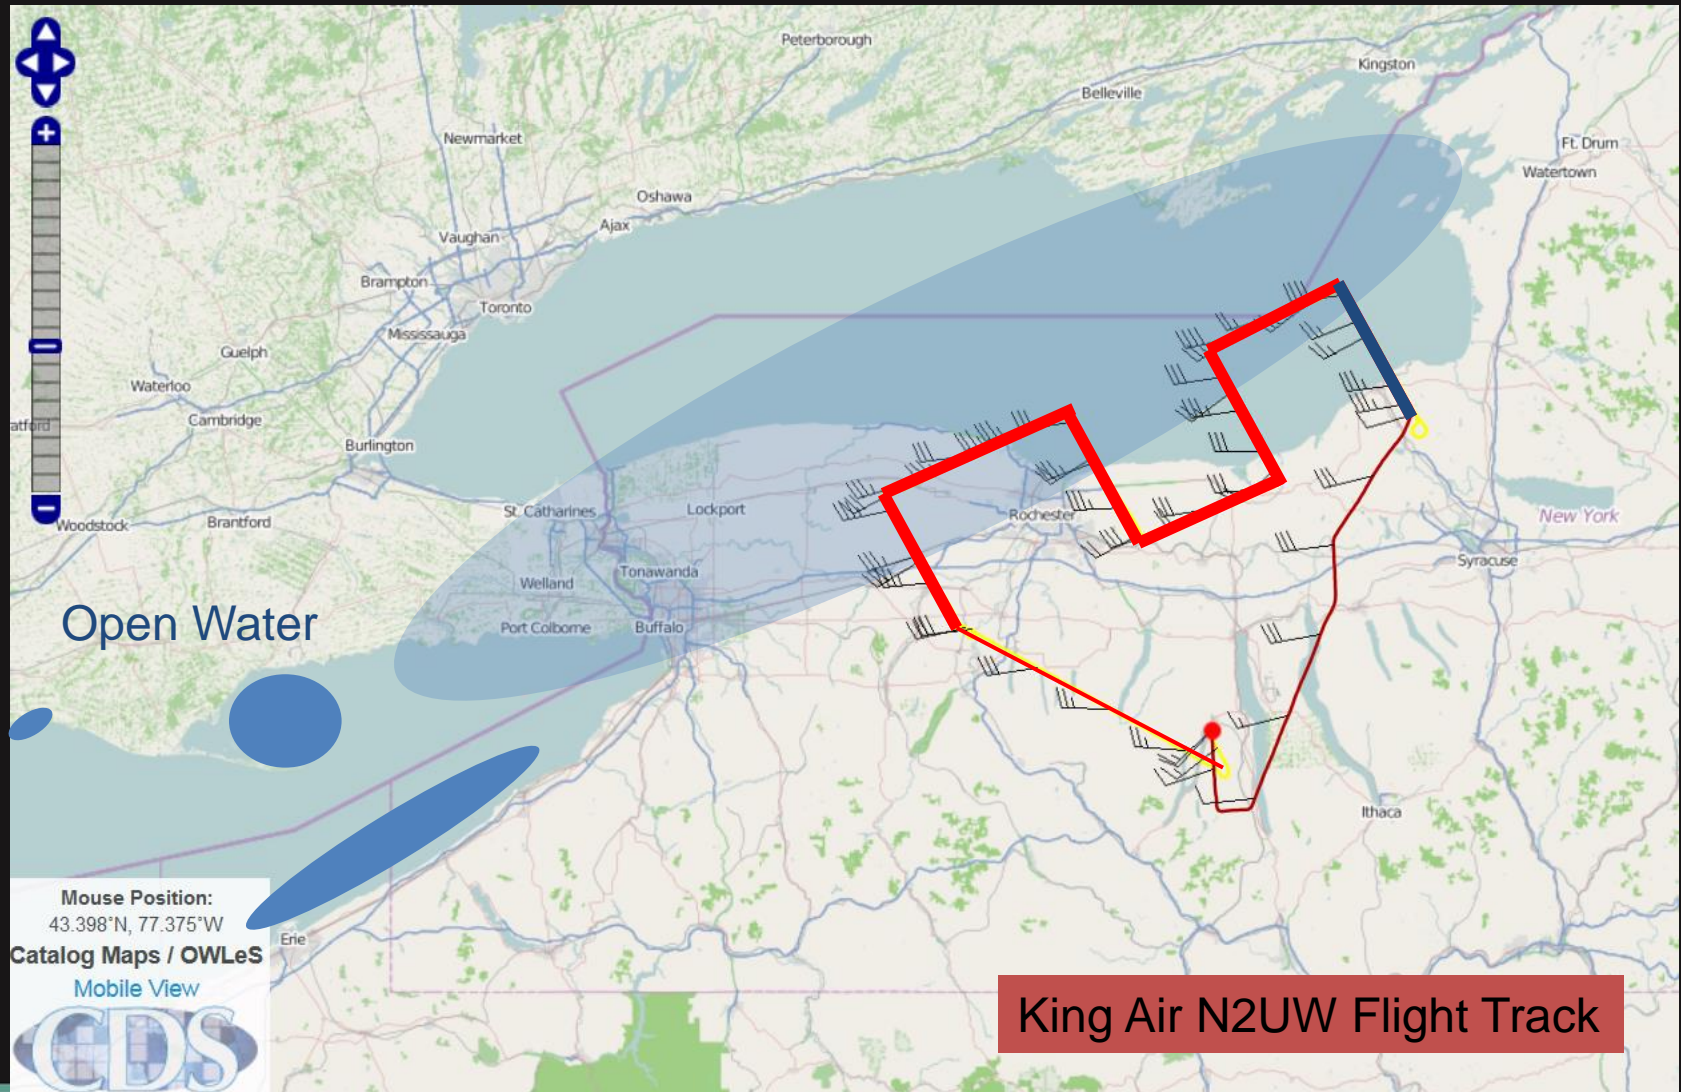 Peterborough
Kingston
Belleville
Newmarket
Ft. Drum
Watertown
Oshawa
Ajax
Vaughan
Brampton
Toronto
Mississauga
Guelph
Waterloo
Cambridge
Burlington
St. Catharines
Lockport
Rochester
New York
Woodstock
Brantford
Syracuse
Welland
Tonawanda
Open Water
Port Colborne
Buffalo
Ithaca
Mouse Position:
43.398°N, 77.375°W
Erie
Catalog Maps / OWLeS
Mobile View
CDS
King Air N2UW Flight Track